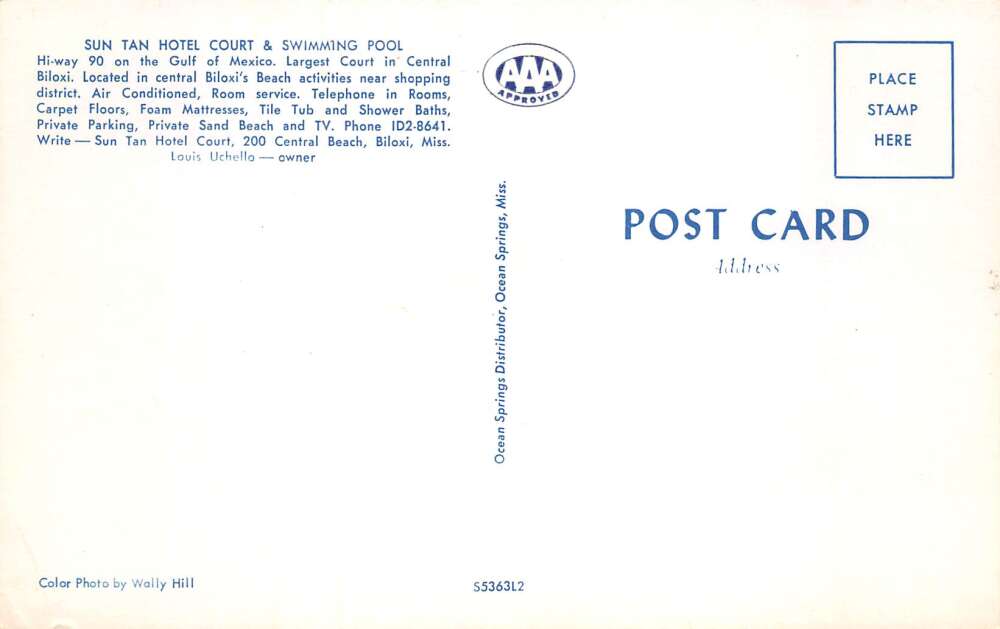 SUN TAN HOTEL COURT & SWIMMING POOL
Hi-way 90 on the Gulf of Mexico. Largest Court in Central
Biloxi. Located in central Biloxi's Beach activities near shopping
district. Air Conditioned, Room service. Telephone in Rooms,
Carpet Floors, Foam Mattresses, Tile Tub and Shower Baths,
Private Parking, Private Sand Beach and TV. Phone ID2-8641.
Write — Sun Tan Hotel Court, 200 Central Beach, Biloxi, Miss.
Louis Uchello — owner
AAA
APPROVED
PLACE
STAMP
HERE
POST CARD
Address
Ocean Springs Distributor, Ocean Springs, Miss.
Color Photo by Wally Hill
S5363L2